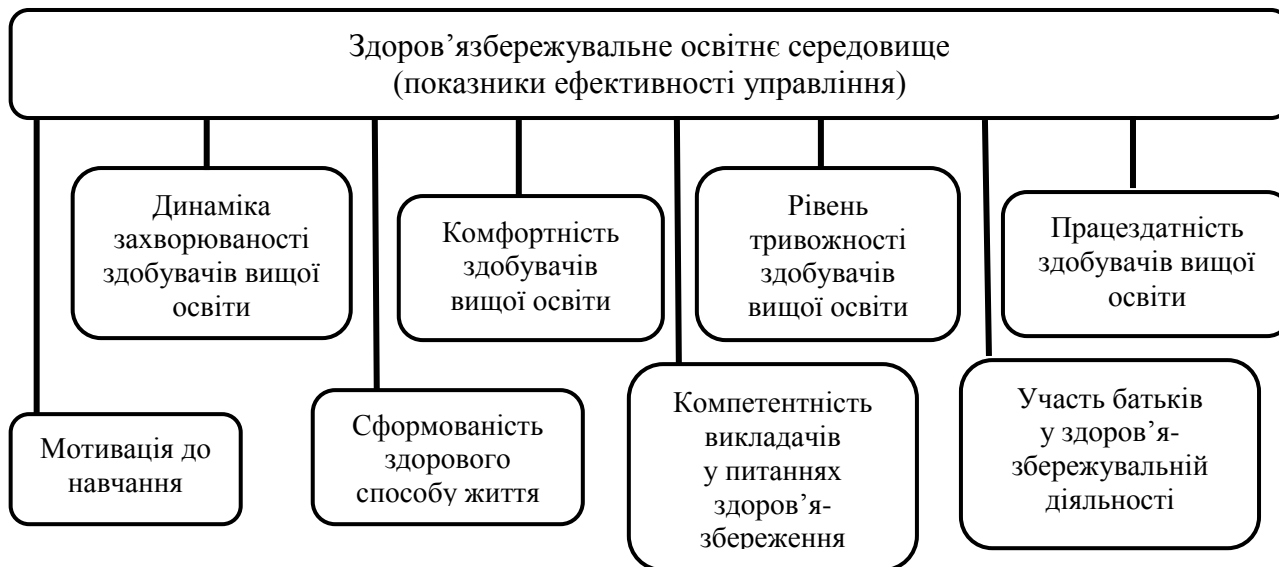 Здоров’язбережувальне освітнє середовище
(показники ефективності управління)
Динаміка
захворюваності
здобувачів вищої
освіти
Комфортність
здобувачів
вищої освіти
Рівень
тривожності
здобувачів
вищої освіти
Працездатність
здобувачів вищої
освіти
Мотивація до
навчання
Сформованість
здорового
способу життя
Компетентність
викладачів
у питаннях
здоров’я-
збереження
Участь батьків
у здоров’я-
збережувальній
діяльності